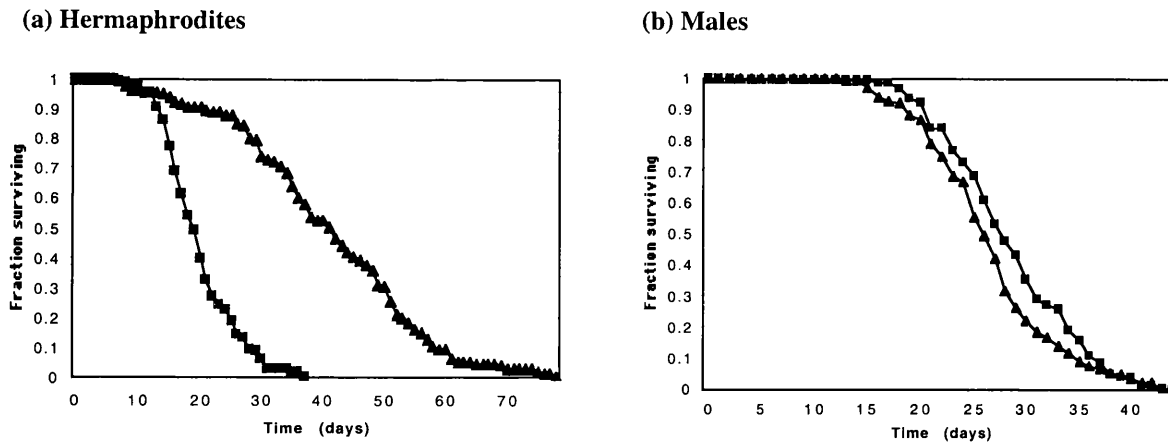 (a) Hermaphrodites
Fraction surviving
1
0.9
0.8
0.7
0.6
0.5
0.4
0.3
0.2
0.1
0
0 10 20 30 40 50 60 70
Time (days)
(b) Males
Fraction surviving
1
0.9
0.8
0.7
0.6
0.5
0.4
0.3
0.2
0.1
0
0 5 10 15 20 25 30 35 40
Time (days)